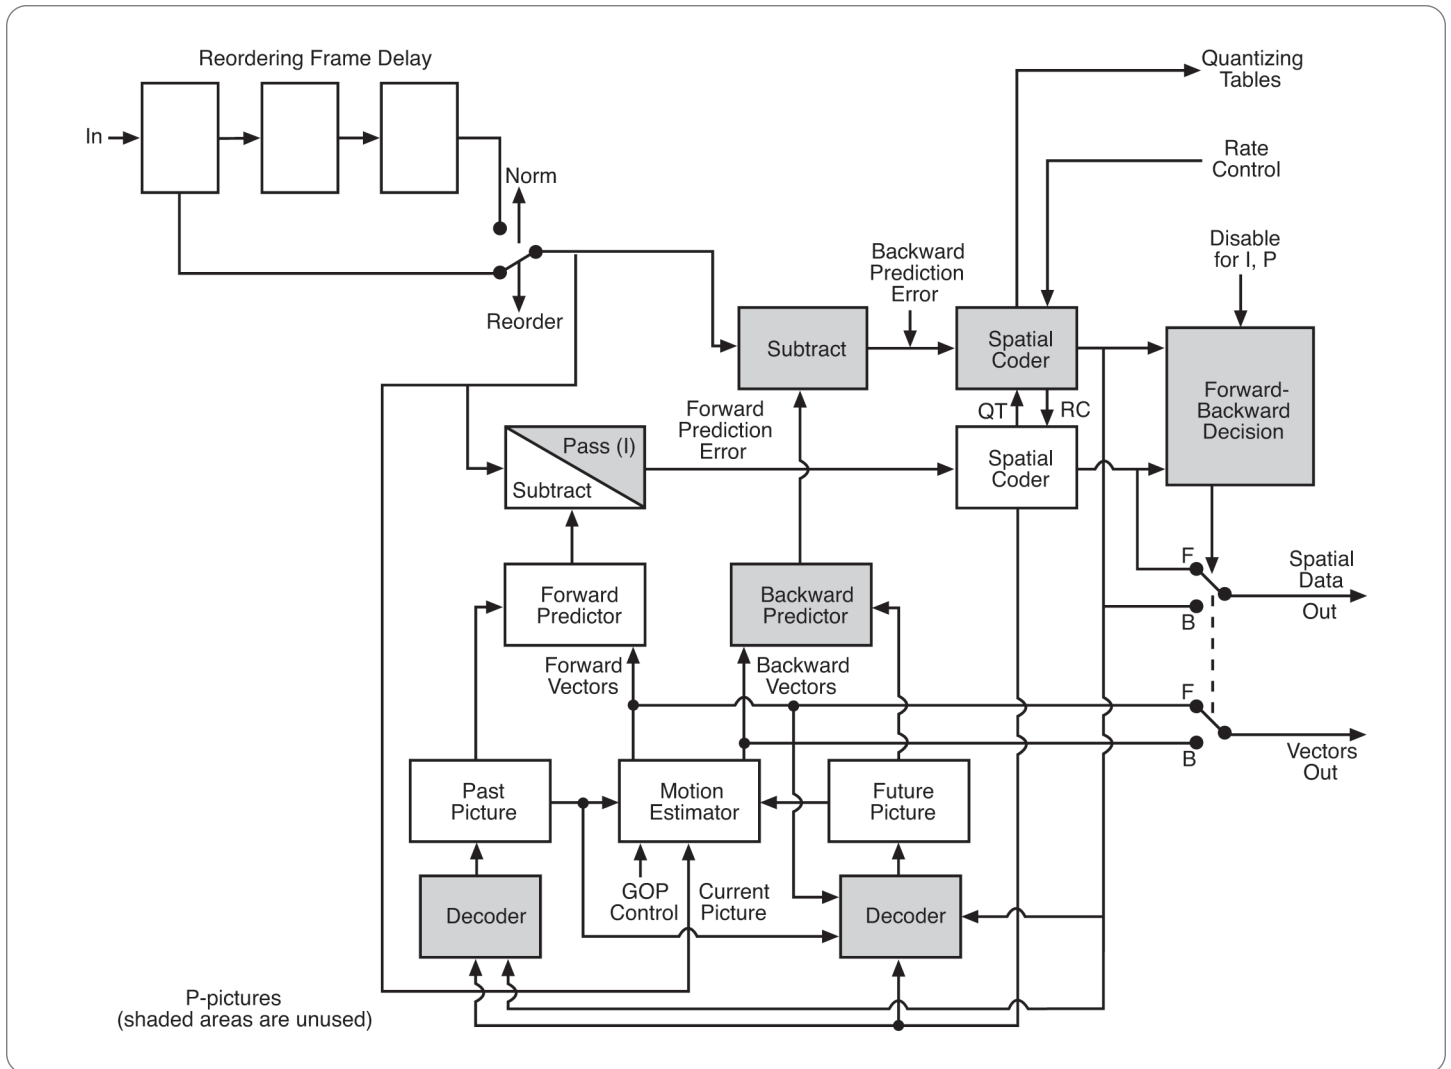 Reordering Frame Delay
In
Norm
Reorder
Quantizing
Tables
Rate
Control
Disable
for I, P
Backward
Prediction
Error
Subtract
Spatial
Coder
Forward-
Backward
Decision
QT
RC
Forward
Prediction
Error
Pass (I)
Subtract
Spatial
Coder
F
Spatial
Data
Out
B
Forward
Predictor
Backward
Predictor
Forward
Vectors
Backward
Vectors
F
B
Vectors
Out
Past
Picture
Motion
Estimator
Future
Picture
GOP
Control
Current
Picture
Decoder
Decoder
P-pictures
(shaded areas are unused)